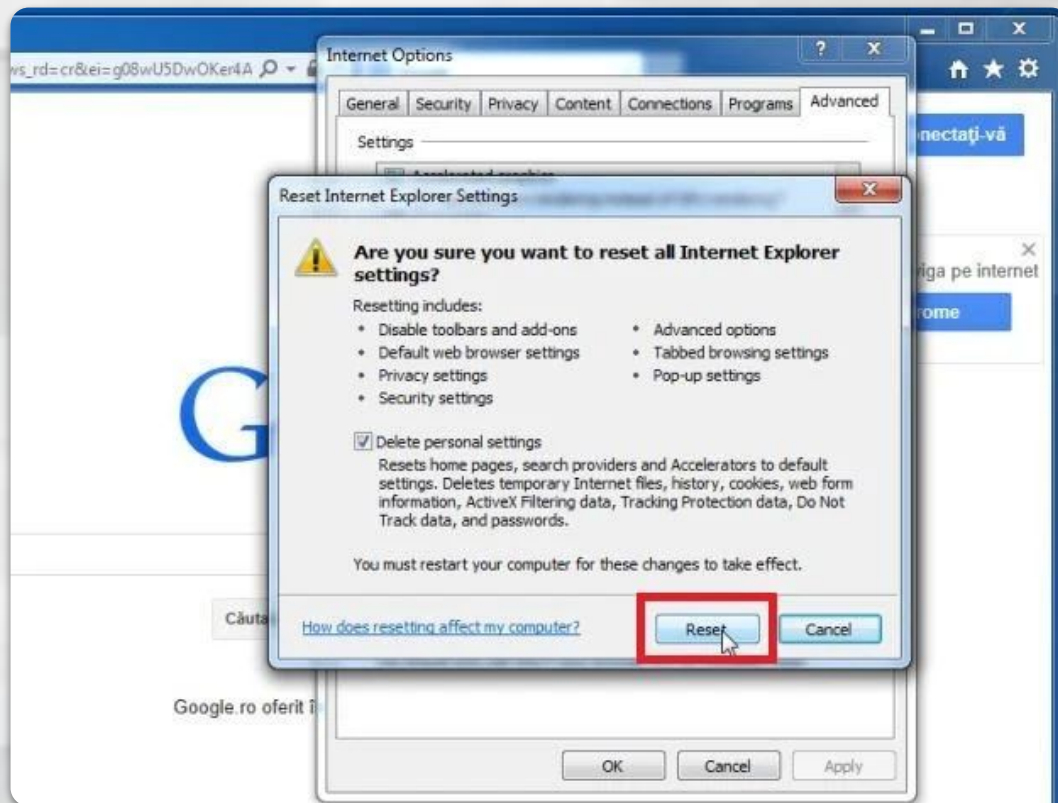 ws_rd=cr&ei=g08wU5DwOKer4A
Internet Options
General Security Privacy Content Connections Programs Advanced
Settings
nectaţi-vă
Reset Internet Explorer Settings
Are you sure you want to reset all Internet Explorer
settings?
Resetting includes:
• Disable toolbars and add-ons
• Default web browser settings
• Privacy settings
• Security settings
• Advanced options
• Tabbed browsing settings
• Pop-up settings
Delete personal settings
Resets home pages, search providers and Accelerators to default
settings. Deletes temporary Internet files, history, cookies, web form
information, ActiveX Filtering data, Tracking Protection data, Do Not
Track data, and passwords.
You must restart your computer for these changes to take effect.
How does resetting affect my computer?
Reset
Cancel
viga pe internet
rome
G
Căuta
Google.ro oferit î
OK
Cancel
Apply